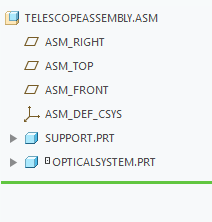 TELESCOPEASSEMBLY.ASM
ASM_RIGHT
ASM_TOP
ASM_FRONT
ASM_DEF_CSYS
SUPPORT.PRT
OPTICALSYSTEM.PRT